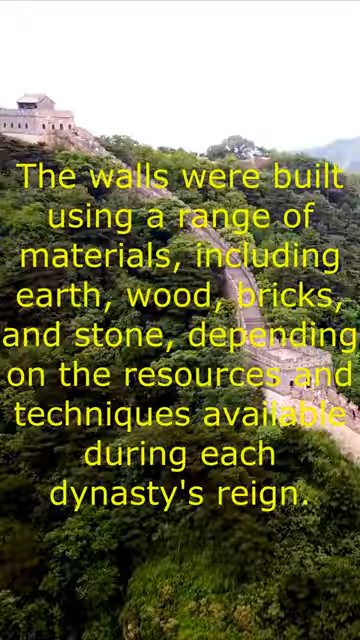 The walls were built
using a range of
materials, including
earth, wood, bricks,
and stone, depending
on the resources and
techniques available
during each
dynasty's reign.